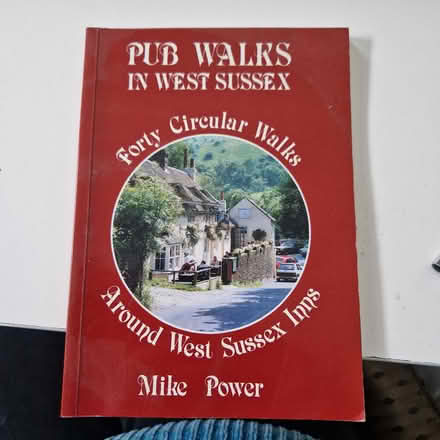 PUB WALKS
IN WEST SUSSEX
Forty Circular Walks
Around West Sussex Inns
Mike Power